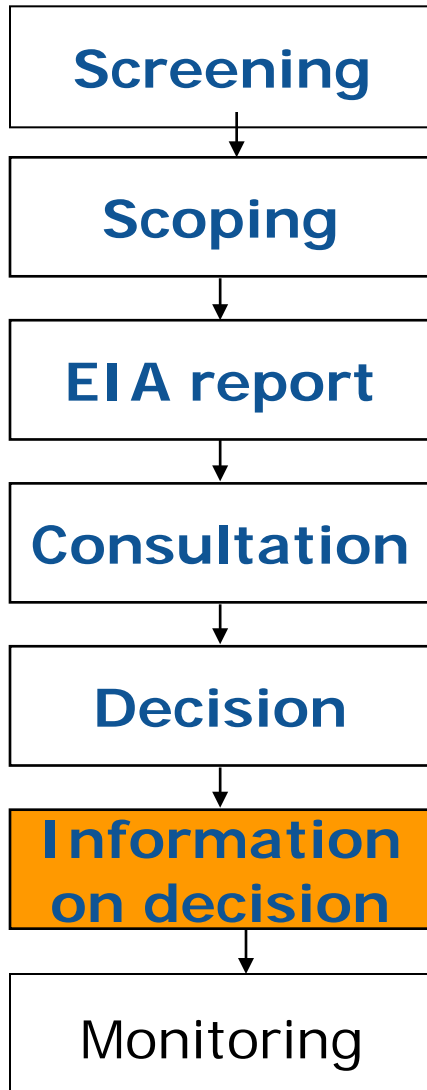 Screening
Scoping
EIA report
Consultation
Decision
Information
on decision
Monitoring